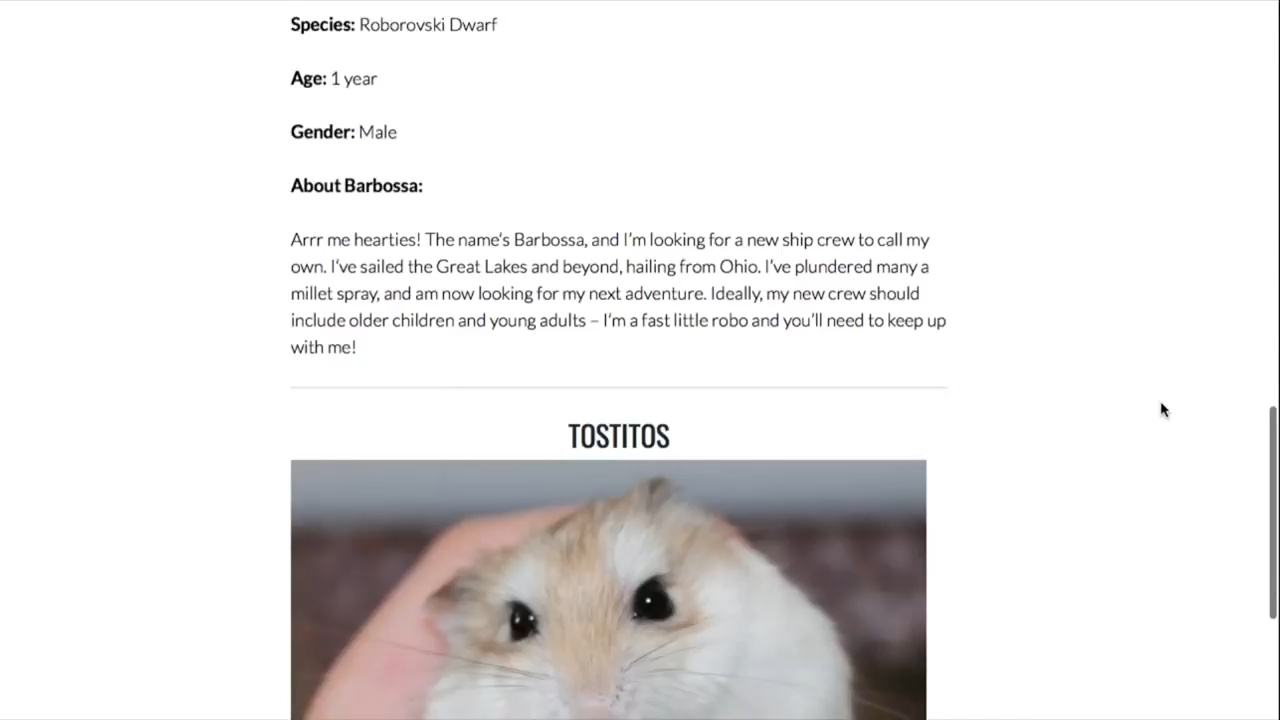 Species: Roborovski Dwarf
Age: 1 year
Gender: Male
About Barbossa:
Arrr me hearties! The name's Barbossa, and I'm looking for a new ship crew to call my
own. I've sailed the Great Lakes and beyond, hailing from Ohio. I've plundered many a
millet spray, and am now looking for my next adventure. Ideally, my new crew should
include older children and young adults – I'm a fast little robo and you'll need to keep up
with me!
TOSTITOS